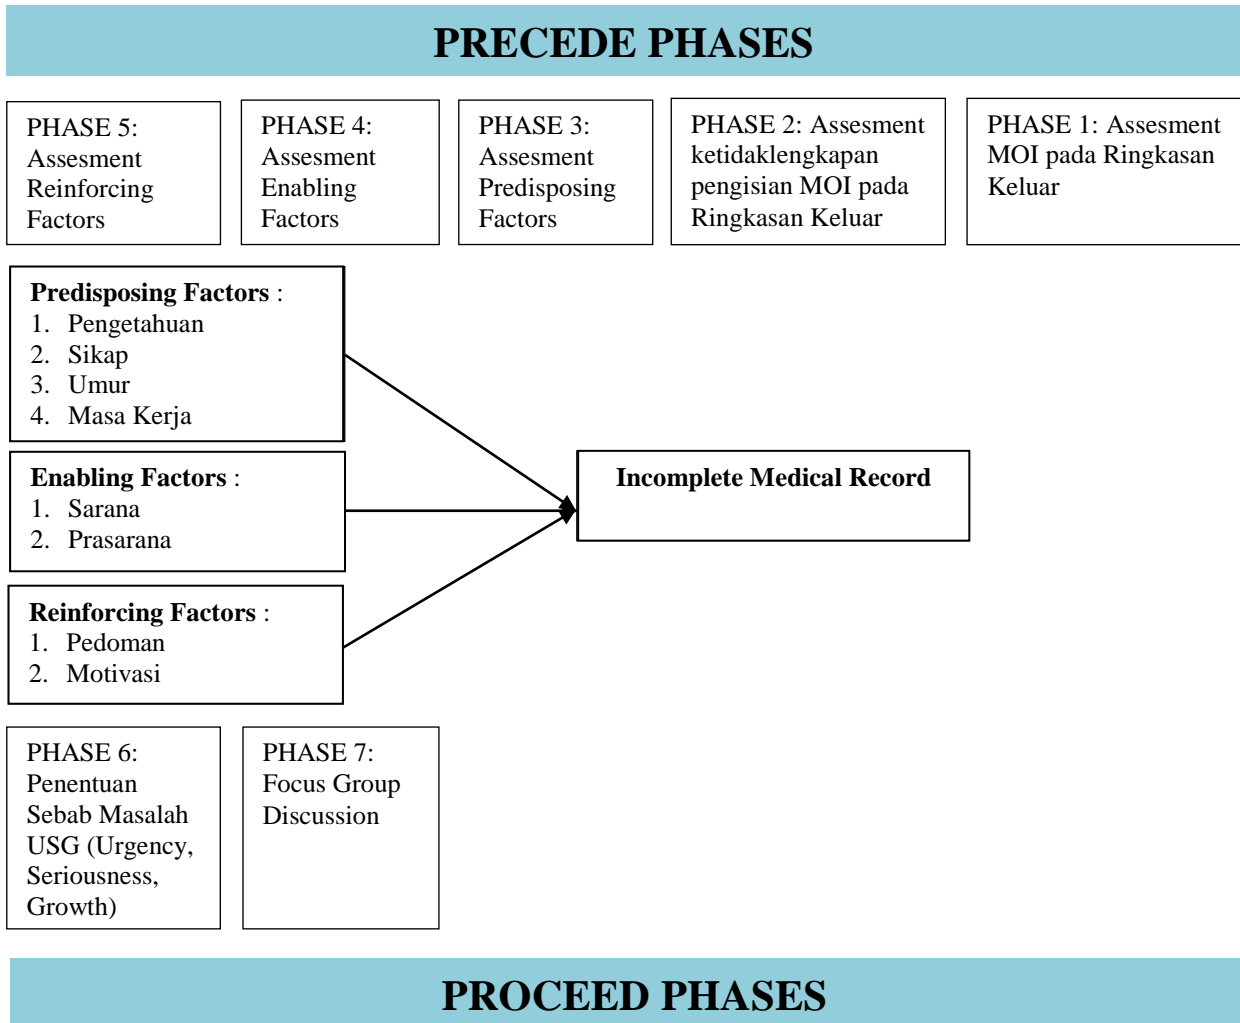 PRECEDE PHASES
PHASE 5:
Assesment
Reinforcing
Factors
PHASE 4:
Assesment
Enabling
Factors
PHASE 3:
Assesment
Predisposing
Factors
PHASE 2: Assesment
ketidaklengkapan
pengisian MOI pada
Ringkasan Keluar
PHASE 1: Assesment
MOI pada Ringkasan
Keluar
Predisposing Factors :
1. Pengetahuan
2. Sikap
3. Umur
4. Masa Kerja
Enabling Factors :
1. Sarana
2. Prasarana
Reinforcing Factors :
1. Pedoman
2. Motivasi
Incomplete Medical Record
PHASE 6:
Penentuan
Sebab Masalah
USG (Urgency,
Seriousness,
Growth)
PHASE 7:
Focus Group
Discussion
PROCEED PHASES